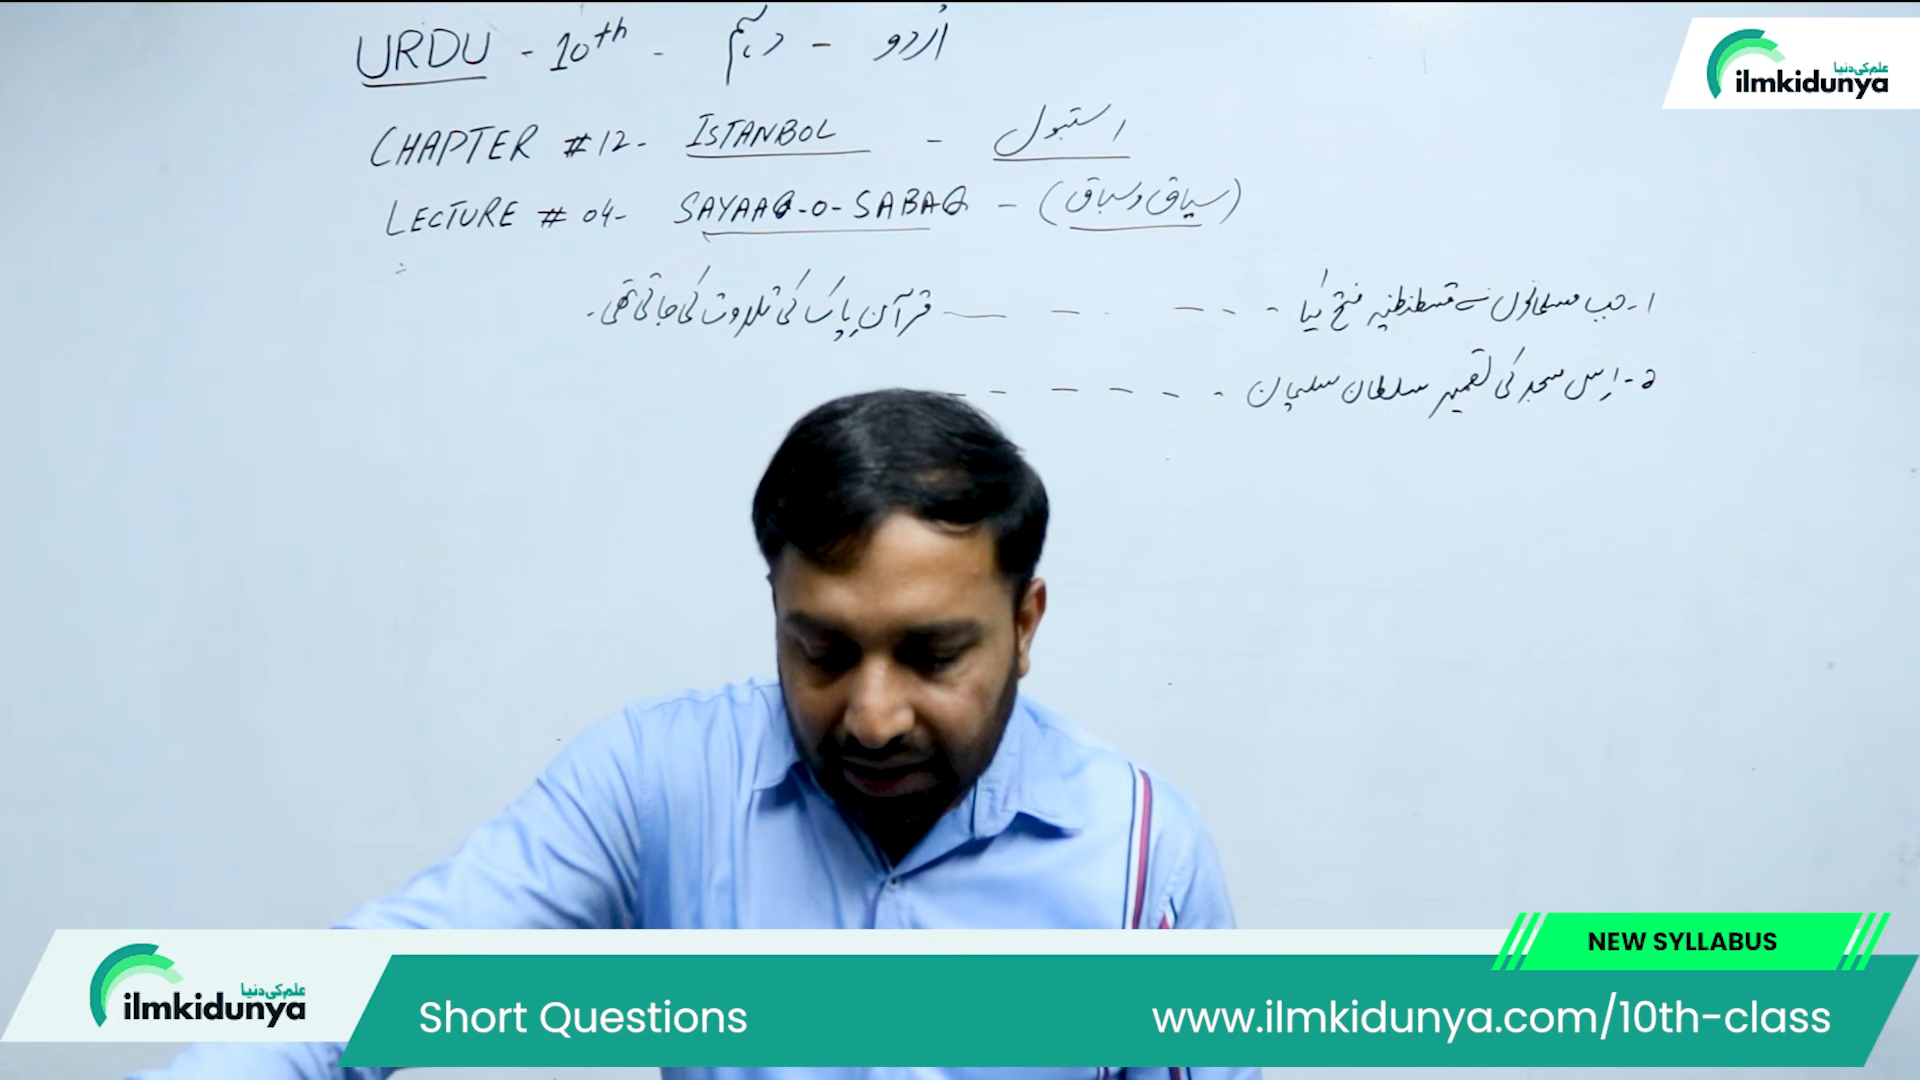 URDU - 10th - دہم - اُردو
علم کی دنیا
ilmkidunya
CHAPTER #12- ISTANBOL - استنبول
LECTURE # 04- SAYAAQ-O-SABAQ - (سیاق و سباق)
۱- جب مسلمانوں نے قسطنطنیہ فتح کیا - - - - قرآنِ پاک کی تلاوت کی جاتی تھی۔
۲- اِس مسجد کی تعمیر سلطان سلیمان - - - - - -
NEW SYLLABUS
علم کی دنیا
ilmkidunya
Short Questions
www.ilmkidunya.com/10th-class